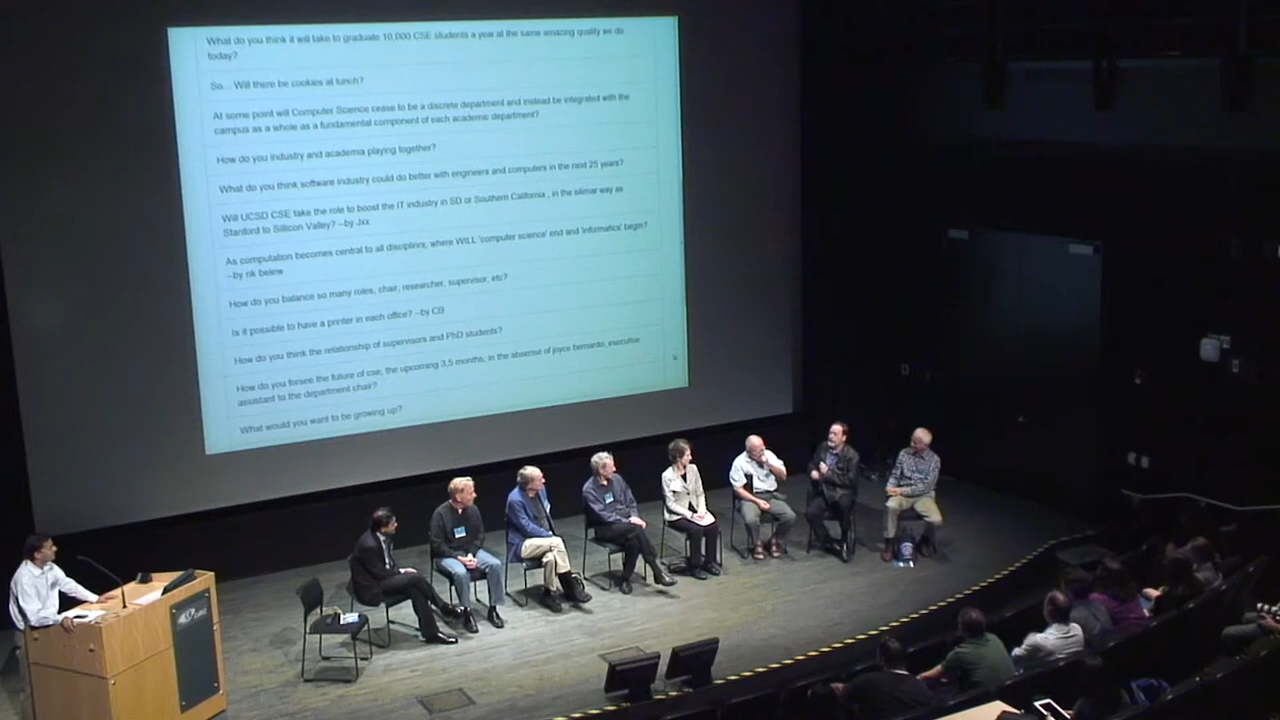 What do you think it will take to graduate 10,000 CSE students a year at the same amazing quality we do
today?
So... Will there be cookies at lunch?
At some point will Computer Science cease to be a discrete department and instead be integrated with the
campus as a whole as a fundamental component of each academic department?
How do you industry and academia playing together?
What do you think software industry could do better with engineers and computers in the next 25 years?
Will UCSD CSE take the role to boost the IT industry in SD or Southern California , in the silimar way as
Stanford to Silicon Valley? --by Jxx
As computation becomes central to all disciplins, where WILL 'computer science' end and 'informatics' begin?
--by rik belew
How do you balance so many roles, chair, researcher, supervisor, etc?
Is it possible to have a printer in each office? --by CB
How do you think the relationship of supervisors and PhD students?
How do you forsee the future of cse, the upcoming 3.5 months, in the absense of joyce bernardo, executive
assistant to the department chair?
What would you want to be growing up?